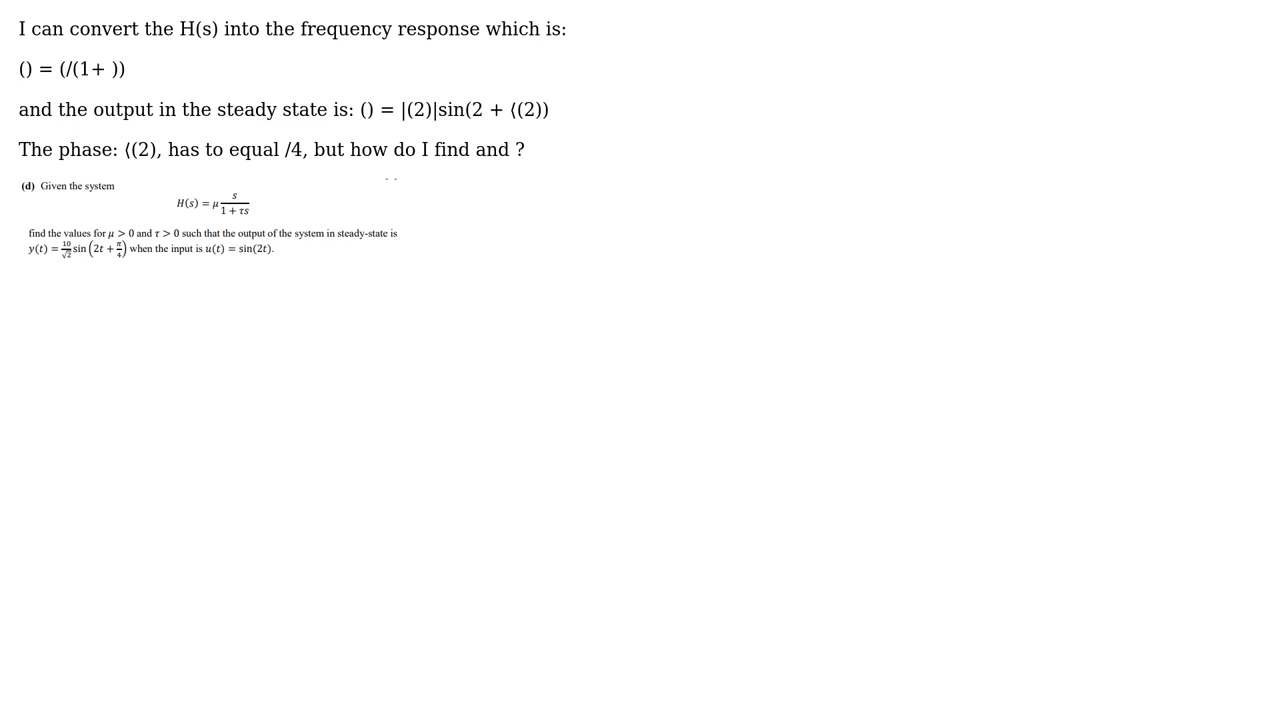 I can convert the H(s) into the frequency response which is:
() = (/(1+ ))
and the output in the steady state is: () = |(2)|sin(2 + ⟨(2))
The phase: ⟨(2), has to equal /4, but how do I find and ?
(d) Given the system
H(s) = μ s/(1 + τs)
find the values for μ > 0 and τ > 0 such that the output of the system in steady-state is
y(t) = 10/√2 sin(2t + π/4) when the input is u(t) = sin(2t).